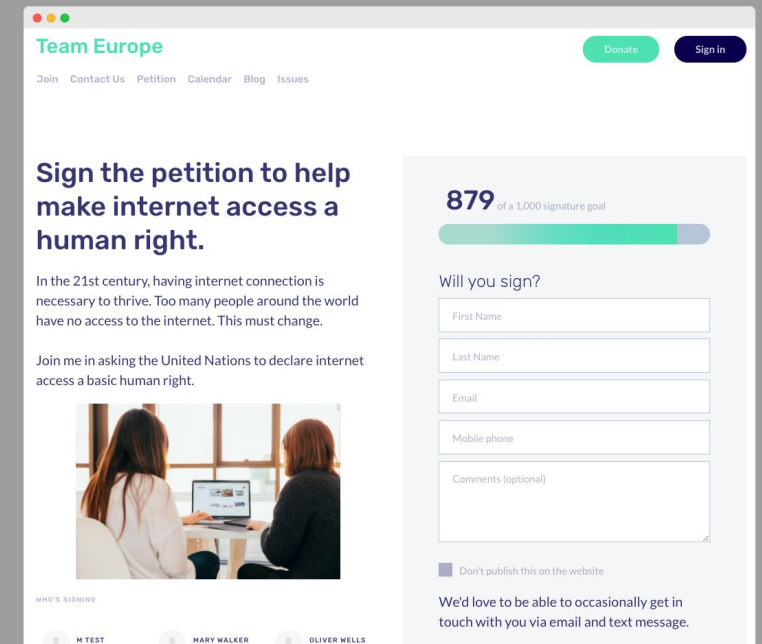 Team Europe
Donate
Sign in
Join Contact Us Petition Calendar Blog Issues
Sign the petition to help
make internet access a
human right.
In the 21st century, having internet connection is
necessary to thrive. Too many people around the world
have no access to the internet. This must change.
Join me in asking the United Nations to declare internet
access a basic human right.
WHO'S SIGNING
M TEST
MARY WALKER
OLIVER WELLS
879 of a 1,000 signature goal
Will you sign?
First Name
Last Name
Email
Mobile phone
Comments (optional)
Don't publish this on the website
We'd love to be able to occasionally get in
touch with you via email and text message.